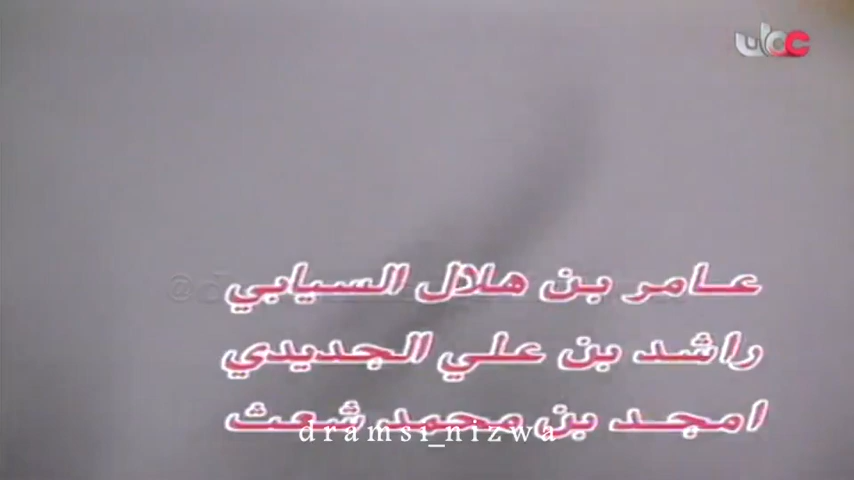 عامر بن هلال السيابي
راشد بن علي الجديدي
امجد بن محمد شعث
dramsi_nizwa